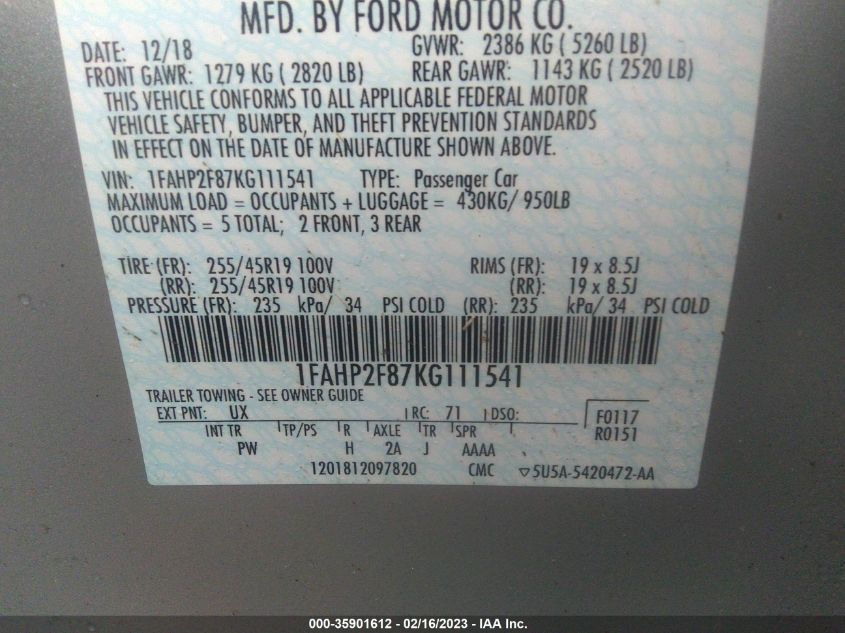 MFD. BY FORD MOTOR CO.
DATE: 12/18 GVWR: 2386 KG ( 5260 LB)
FRONT GAWR: 1279 KG ( 2820 LB) REAR GAWR: 1143 KG ( 2520 LB)
THIS VEHICLE CONFORMS TO ALL APPLICABLE FEDERAL MOTOR
VEHICLE SAFETY, BUMPER, AND THEFT PREVENTION STANDARDS
IN EFFECT ON THE DATE OF MANUFACTURE SHOWN ABOVE.
VIN: 1FAHP2F87KG111541 TYPE: Passenger Car
MAXIMUM LOAD = OCCUPANTS + LUGGAGE = 430KG/ 950LB
OCCUPANTS = 5 TOTAL; 2 FRONT, 3 REAR
TIRE (FR): 255/45R19 100V RIMS (FR): 19 x 8.5J
(RR): 255/45R19 100V (RR): 19 x 8.5J
PRESSURE (FR): 235 kPa/ 34 PSI COLD (RR): 235 kPa/ 34 PSI COLD
1FAHP2F87KG111541
TRAILER TOWING - SEE OWNER GUIDE
EXT PNT: UX RC: 71 DSO: F0117
INT TR TP/PS R AXLE TR SPR R0151
PW H 2A J AAAA
1201812097820 CMC ▽5U5A-5420472-AA
000-35901612 - 02/16/2023 - IAA Inc.